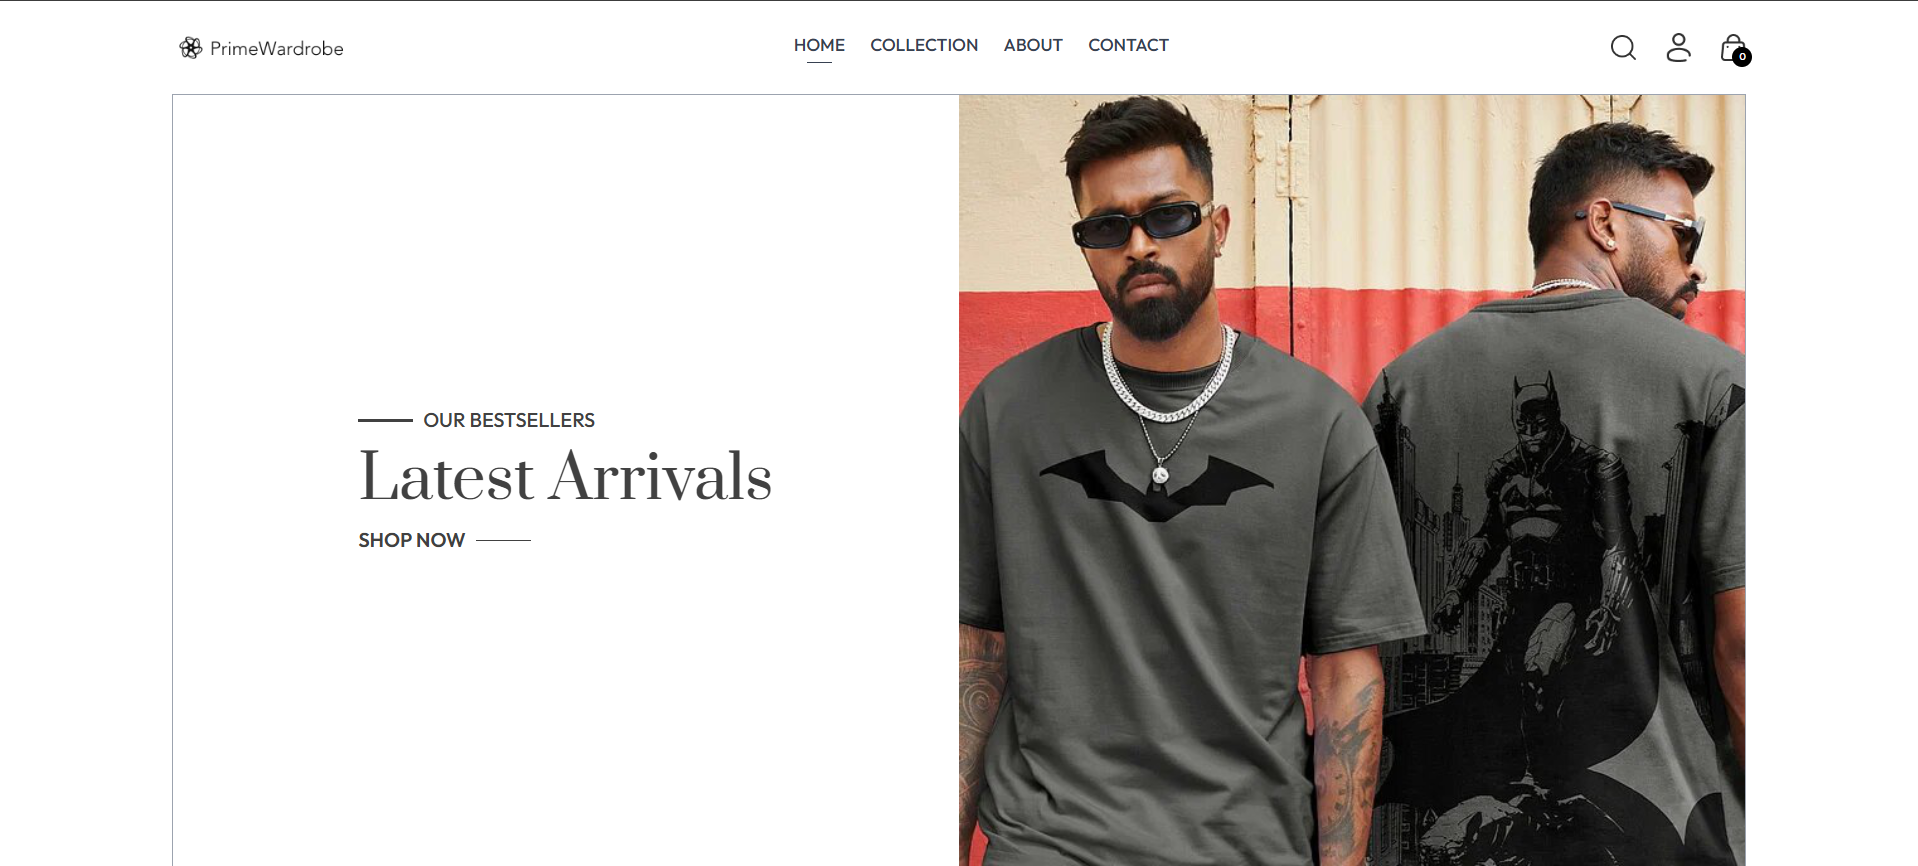 PrimeWardrobe
HOME COLLECTION ABOUT CONTACT
0
OUR BESTSELLERS
Latest Arrivals
SHOP NOW